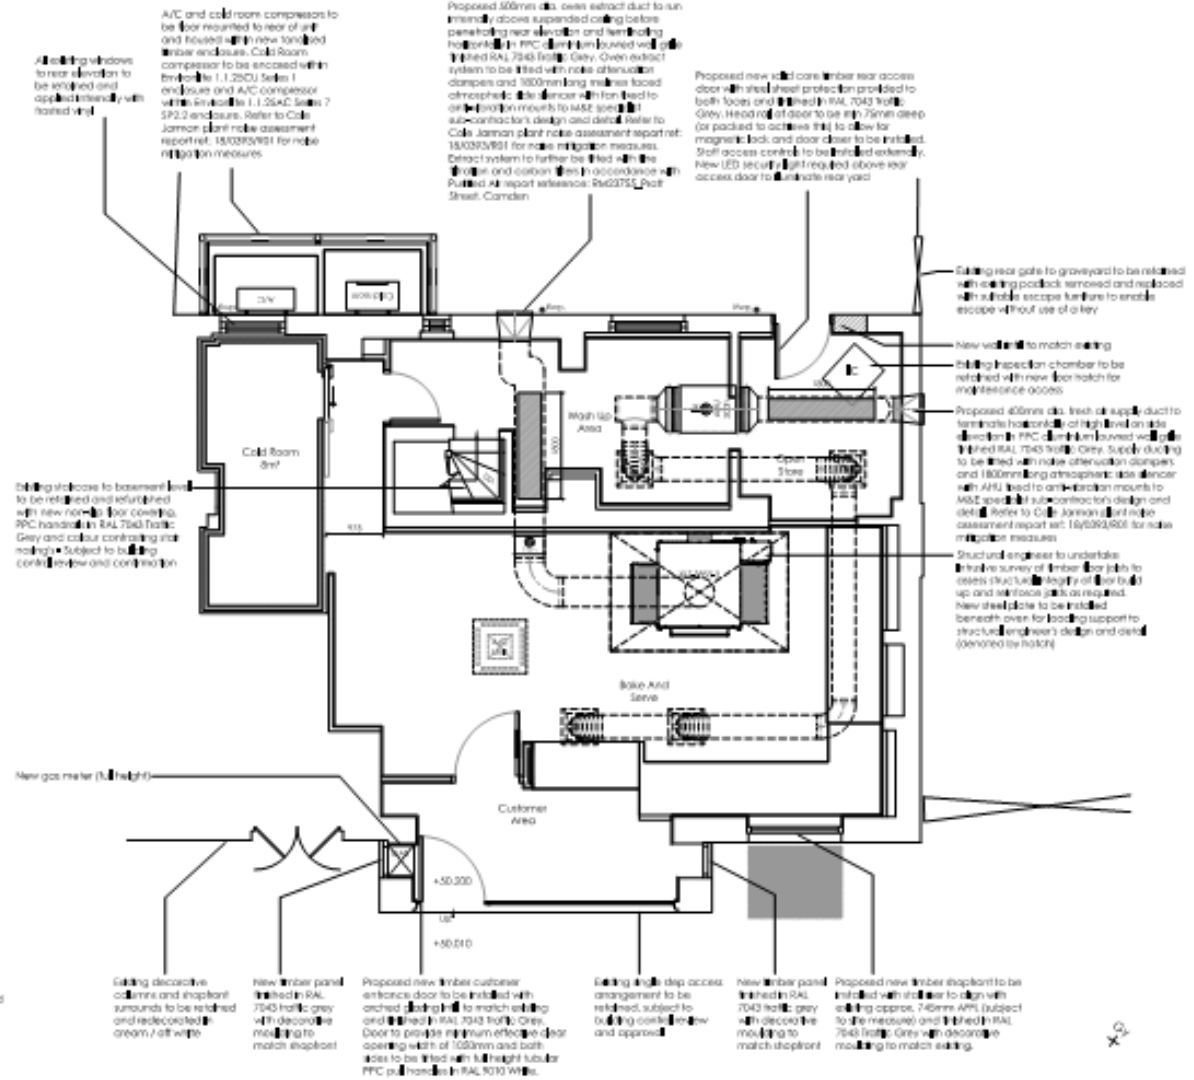 All existing windows
to rear elevation to
be retained and
applied internally with
frosted vinyl
A/C and cold room compressors to
be floor mounted to rear of unit
and housed within new tanalised
timber enclosure. Cold Room
compressor to be encased within
Environlite 1.1.25CU Series 1
enclosure and A/C compressor
within Environlite 1.1.25AC Series 7
SP2.2 enclosure. Refer to Cole
Jarman plant noise assessment
report ref: 18/0393/R01 for noise
mitigation measures
Proposed 500mm dia. oven extract duct to run
internally above suspended ceiling before
penetrating rear elevation and terminating
horizontally in PPC aluminium louvred wall grille
finished RAL 7043 Traffic Grey. Oven extract
system to be fitted with noise attenuation
dampers and 1800mm long melinex faced
atmospheric side silencer with fan fixed to
anti-vibration mounts to M&E specialist
sub-contractor's design and detail. Refer to
Cole Jarman plant noise assessment report ref:
18/0393/R01 for noise mitigation measures.
Extract system to further be fitted with fine
filtration and carbon filters in accordance with
Purified Air report reference: RM23755_Pratt
Street, Camden
Proposed new solid core timber rear access
door with steel sheet protection provided to
both faces and finished in RAL 7043 Traffic
Grey. Head rail of door to be min 75mm deep
(or packed to achieve this) to allow for
magnetic lock and door closer to be installed.
Staff access controls to be installed externally.
New LED security light required above rear
access door to illuminate rear yard
Existing rear gate to graveyard to be retained
with existing padlock removed and replaced
with suitable escape furniture to enable
escape without use of a key
New wall infill to match existing
Existing inspection chamber to be
retained with new floor hatch for
maintenance access
Proposed 400mm dia. fresh air supply duct to
terminate horizontally at high level on side
elevation in PPC aluminium louvred wall grille
finished RAL 7043 Traffic Grey. Supply ducting
to be fitted with noise attenuation dampers
and 1800mm long atmospheric side silencer
with AHU fixed to anti-vibration mounts to
M&E specialist sub-contractor's design and
detail. Refer to Cole Jarman plant noise
assessment report ref: 18/0393/R01 for noise
mitigation measures
Structural engineer to undertake
intrusive survey of timber floor joists to
assess structural integrity of floor build
up and reinforce joists as required.
New steel plate to be installed
beneath oven for loading support to
structural engineer's design and detail
(denoted by hatch)
A/C
Cold Room
IC
Wash Up
Area
Open
Store
Cold Room
8m²
Existing staircase to basement level
to be retained and refurbished
with new non-slip floor covering,
PPC handrails in RAL 7043 Traffic
Grey and colour contrasting stair
nosing's - Subject to building
control review and confirmation
915
Bake And
Serve
New gas meter (full height)
Customer
Area
+50.200
UP
+50.010
Existing decorative
columns and shopfront
surrounds to be retained
and redecorated in
cream / off white
New timber panel
finished in RAL
7043 traffic grey
with decorative
moulding to
match shopfront
Proposed new timber customer
entrance door to be installed with
arched glazing infill to match existing
and finished in RAL 7043 Traffic Grey.
Door to provide minimum effective clear
opening width of 1050mm and both
sides to be fitted with full height tubular
PPC pull handles in RAL 9010 White.
Existing single step access
arrangement to be
retained, subject to
building control review
and approval
New timber panel
finished in RAL
7043 traffic grey
with decorative
moulding to
match shopfront
Proposed new timber shopfront to be
installed with stallriser to align with
existing approx. 745mm AFFL (subject
to site measure) and finished in RAL
7043 Traffic Grey with decorative
moulding to match existing.